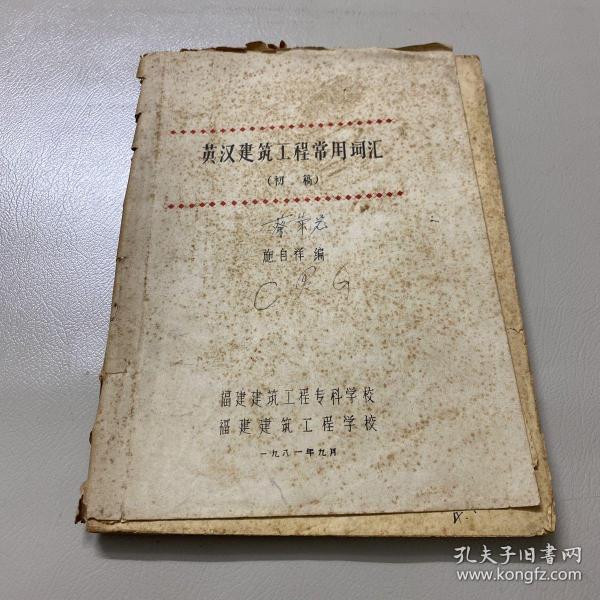 英汉建筑工程常用词汇
(初稿)
蔡
施自祥 编
C R G
福建建筑工程专科学校
福建建筑工程学校
一九八一年九月
孔夫子旧书网
www.kongfz.com